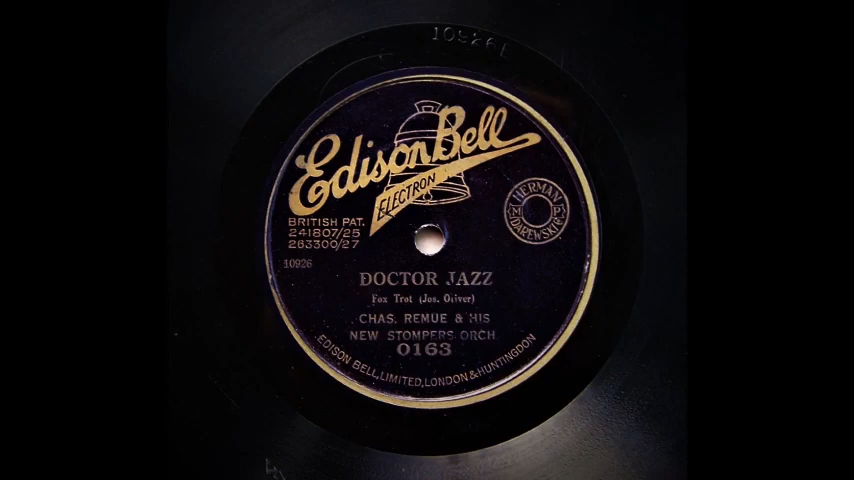 10926E
Edison Bell
ELECTRON
BRITISH PAT.
241807/25
263300/27
HERMAN
M P
DAREWSKI
10926
DOCTOR JAZZ
Fox Trot (Jos. Oliver)
CHAS. REMUE & HIS
NEW STOMPERS ORCH
0163
EDISON BELL, LIMITED, LONDON & HUNTINGDON